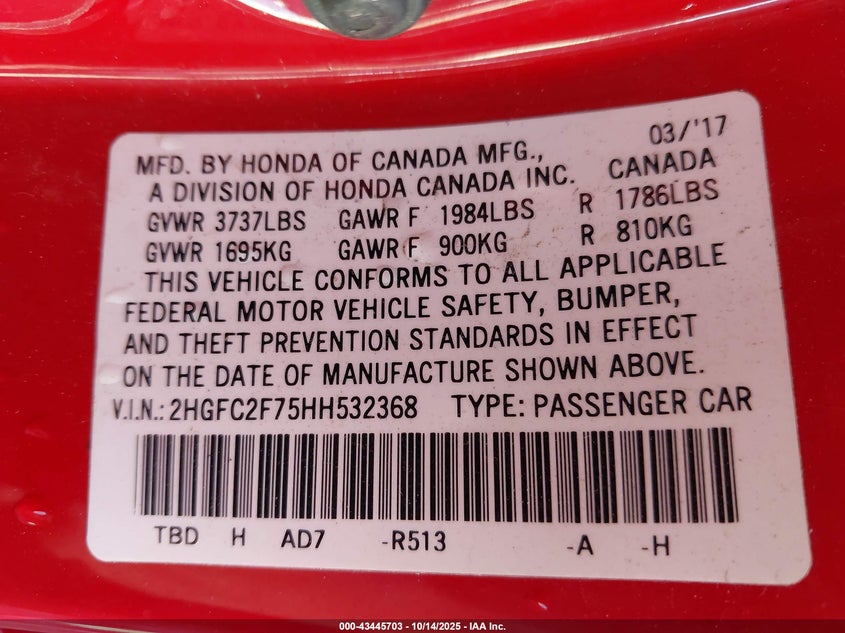 03/'17
MFD. BY HONDA OF CANADA MFG., CANADA
A DIVISION OF HONDA CANADA INC.
GVWR 3737LBS GAWR F 1984LBS R 1786LBS
GVWR 1695KG GAWR F 900KG R 810KG
THIS VEHICLE CONFORMS TO ALL APPLICABLE
FEDERAL MOTOR VEHICLE SAFETY, BUMPER,
AND THEFT PREVENTION STANDARDS IN EFFECT
ON THE DATE OF MANUFACTURE SHOWN ABOVE.
V.I.N.: 2HGFC2F75HH532368 TYPE: PASSENGER CAR
TBD H AD7 -R513 -A -H
000-43445703 - 10/14/2025 - IAA Inc.